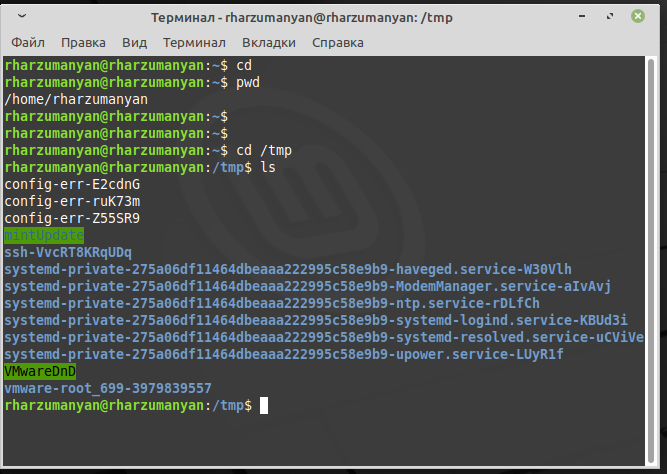 Терминал - rharzumanyan@rharzumanyan: /tmp
Файл Правка Вид Терминал Вкладки Справка
rharzumanyan@rharzumanyan:~$ cd
rharzumanyan@rharzumanyan:~$ pwd
/home/rharzumanyan
rharzumanyan@rharzumanyan:~$
rharzumanyan@rharzumanyan:~$
rharzumanyan@rharzumanyan:~$ cd /tmp
rharzumanyan@rharzumanyan:/tmp$ ls
config-err-E2cdnG
config-err-ruK73m
config-err-Z55SR9
mintUpdate
ssh-VvcRT8KRqUDq
systemd-private-275a06df11464dbeaaa222995c58e9b9-haveged.service-W3OVlh
systemd-private-275a06df11464dbeaaa222995c58e9b9-ModemManager.service-aIvAvj
systemd-private-275a06df11464dbeaaa222995c58e9b9-ntp.service-rDLfCh
systemd-private-275a06df11464dbeaaa222995c58e9b9-systemd-logind.service-KBUd3i
systemd-private-275a06df11464dbeaaa222995c58e9b9-systemd-resolved.service-uCViVe
systemd-private-275a06df11464dbeaaa222995c58e9b9-upower.service-LUyR1f
VMwareDnD
vmware-root_699-3979839557
rharzumanyan@rharzumanyan:/tmp$